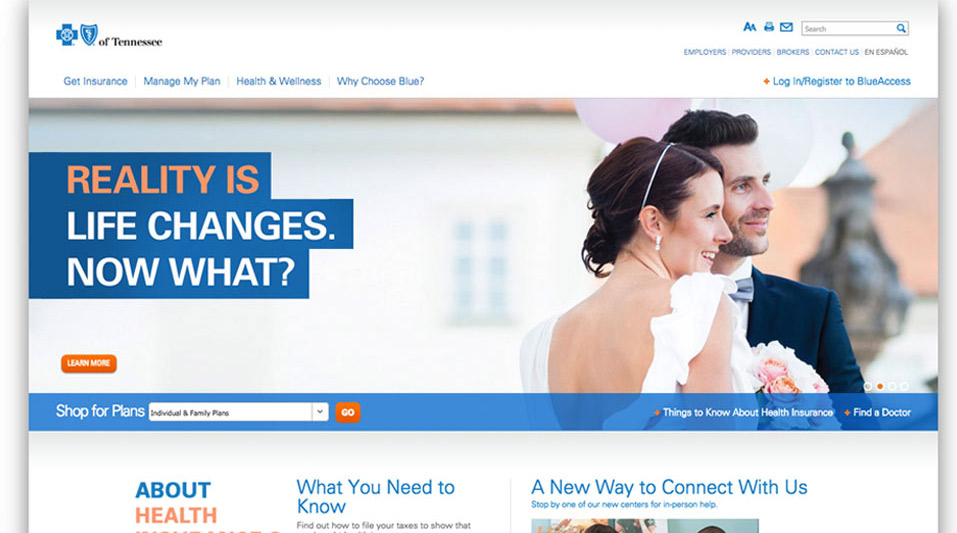 of Tennessee
AA
Search
EMPLOYERS PROVIDERS BROKERS CONTACT US EN ESPAÑOL
Get Insurance Manage My Plan Health & Wellness Why Choose Blue?
Log In/Register to BlueAccess
REALITY IS
LIFE CHANGES.
NOW WHAT?
LEARN MORE
Shop for Plans Individual & Family Plans GO
Things to Know About Health Insurance Find a Doctor
ABOUT
HEALTH
What You Need to
Know
Find out how to file your taxes to show that
A New Way to Connect With Us
Stop by one of our new centers for in-person help.